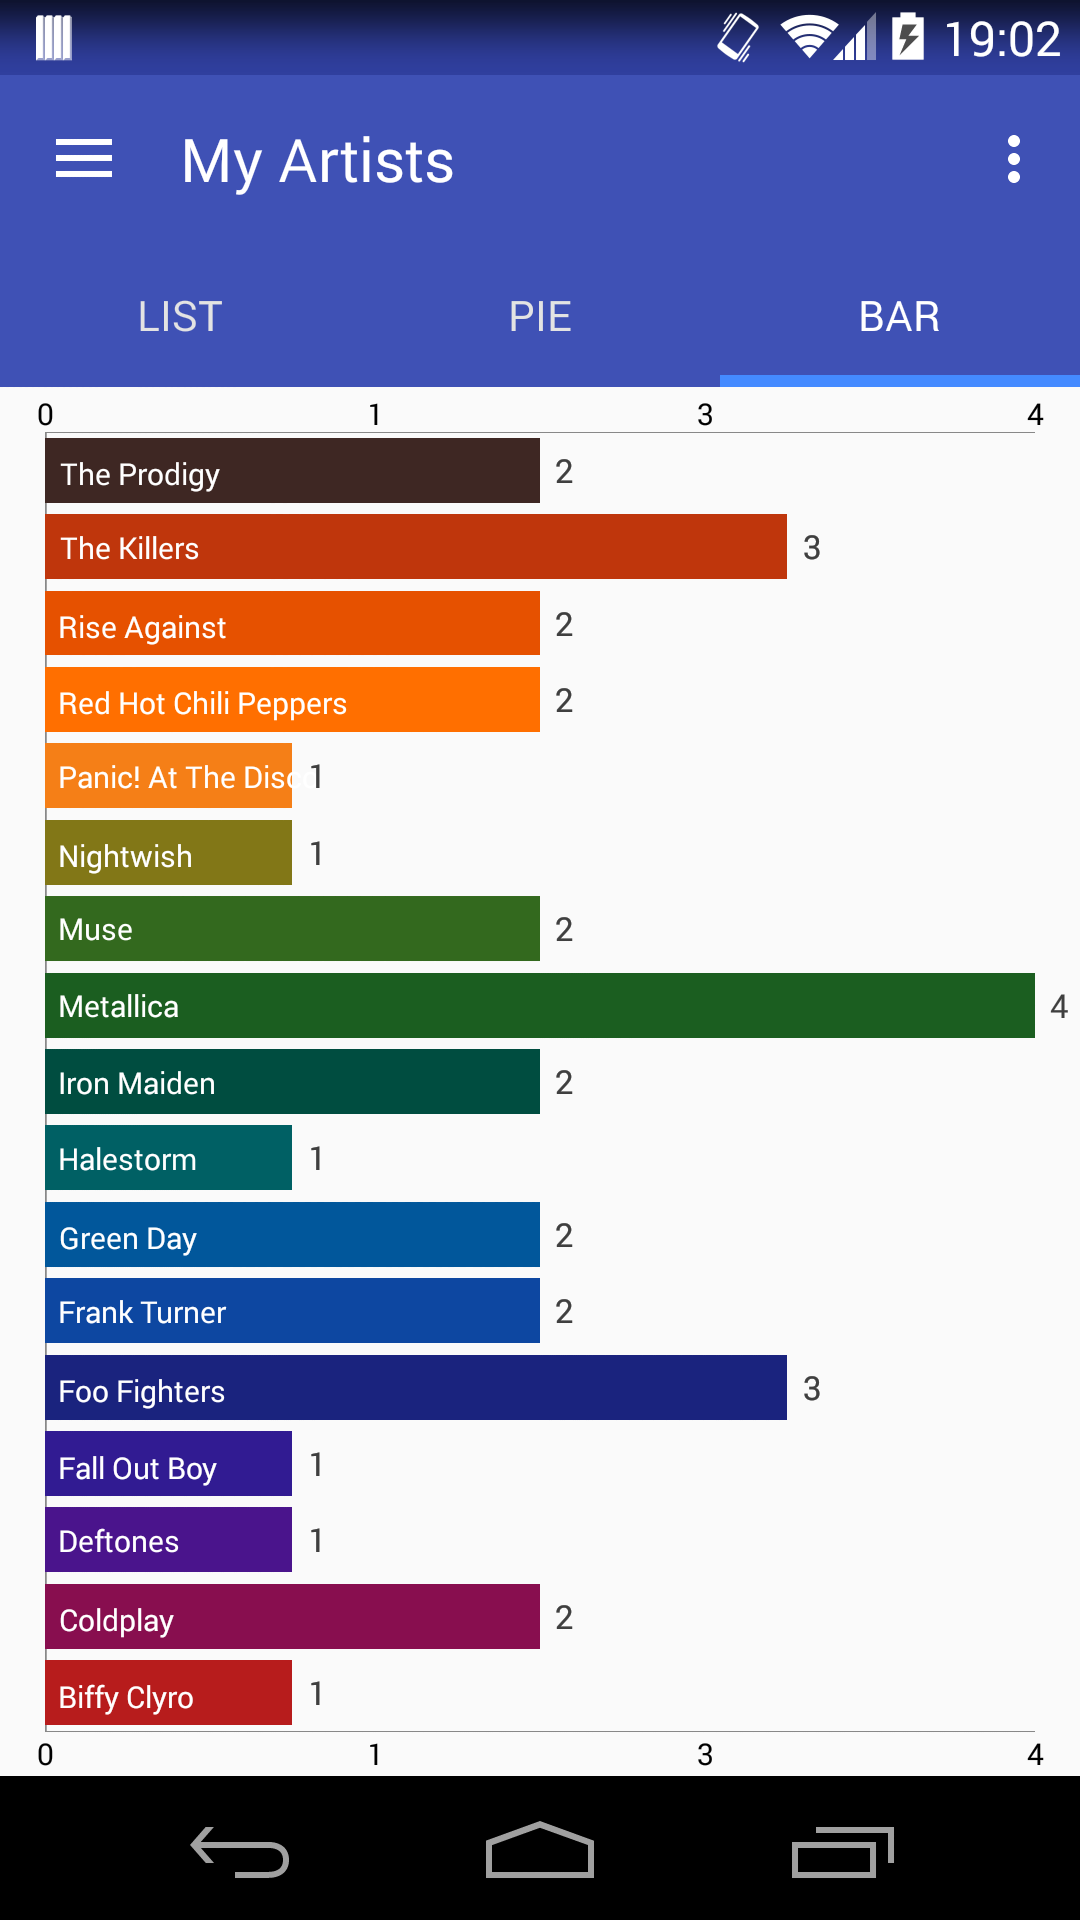 19:02
My Artists
LIST PIE BAR
0 1 3 4
The Prodigy 2
The Killers 3
Rise Against 2
Red Hot Chili Peppers 2
Panic! At The Disco 1
Nightwish 1
Muse 2
Metallica 4
Iron Maiden 2
Halestorm 1
Green Day 2
Frank Turner 2
Foo Fighters 3
Fall Out Boy 1
Deftones 1
Coldplay 2
Biffy Clyro 1
0 1 3 4